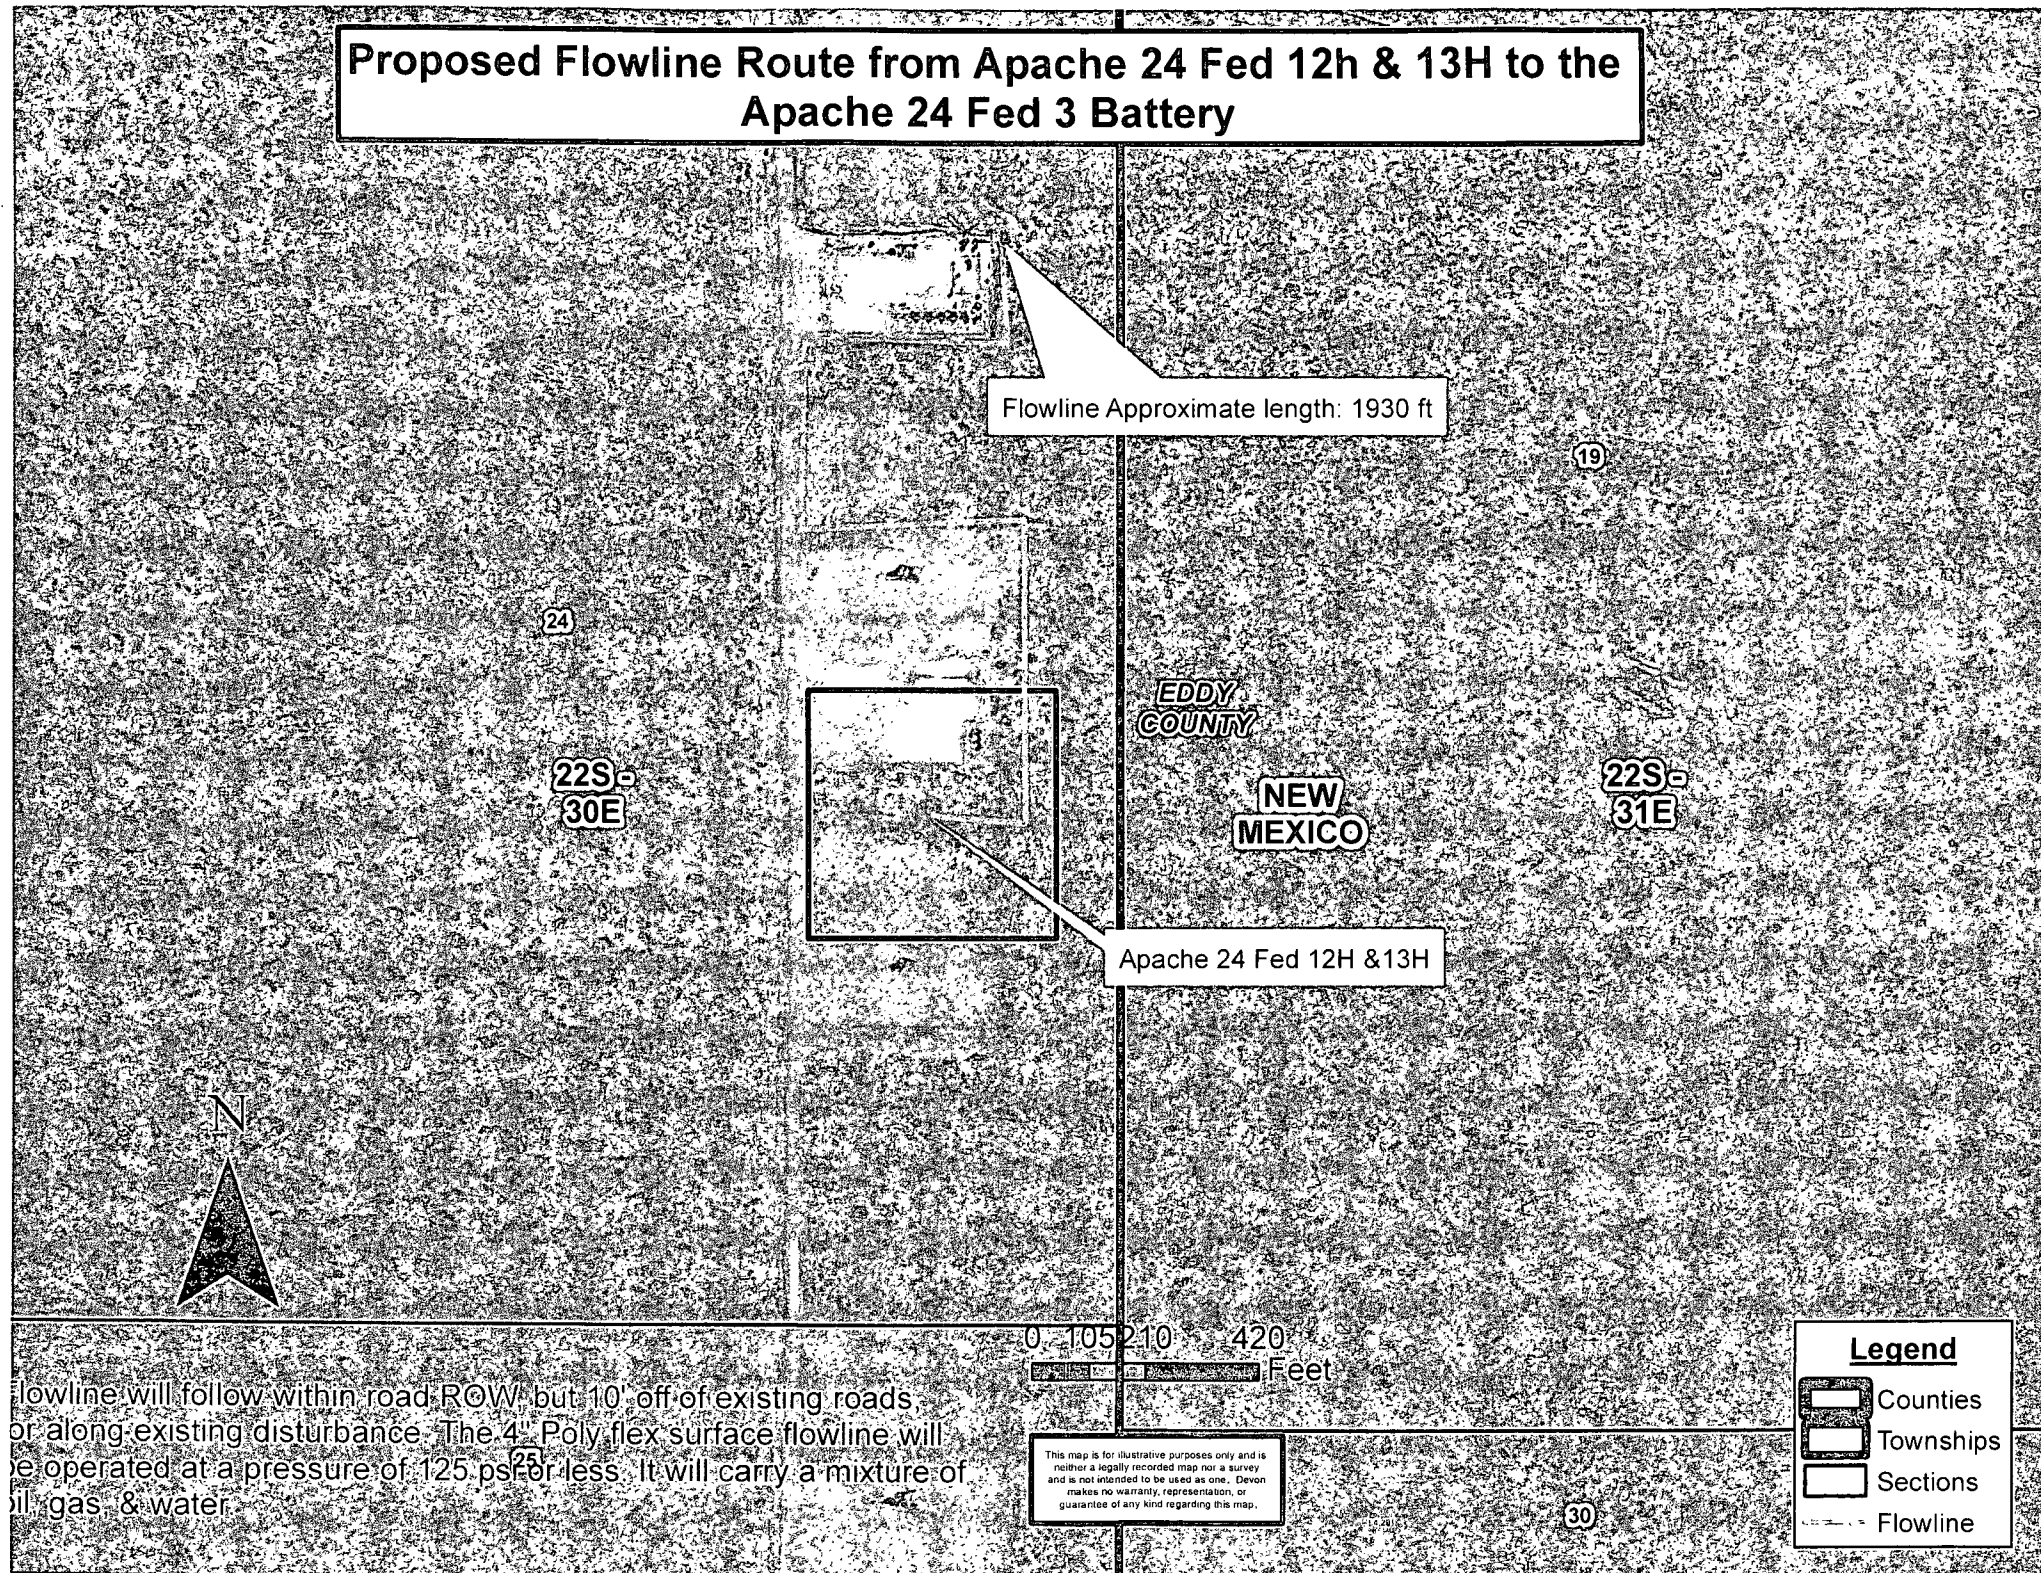 Proposed Flowline Route from Apache 24 Fed 12h & 13H to the
Apache 24 Fed 3 Battery
Flowline Approximate length: 1930 ft
19
24
EDDY
COUNTY
22S -
30E
NEW
MEXICO
22S -
31E
Apache 24 Fed 12H &13H
N
0 105 210 420
Feet
lowline will follow within road ROW, but 10' off of existing roads,
or along existing disturbance. The 4" Poly flex surface flowline will
be operated at a pressure of 125 psi or less. It will carry a mixture of
oil, gas, & water
25
This map is for illustrative purposes only and is
neither a legally recorded map nor a survey
and is not intended to be used as one. Devon
makes no warranty, representation, or
guarantee of any kind regarding this map.
30
Legend
Counties
Townships
Sections
Flowline